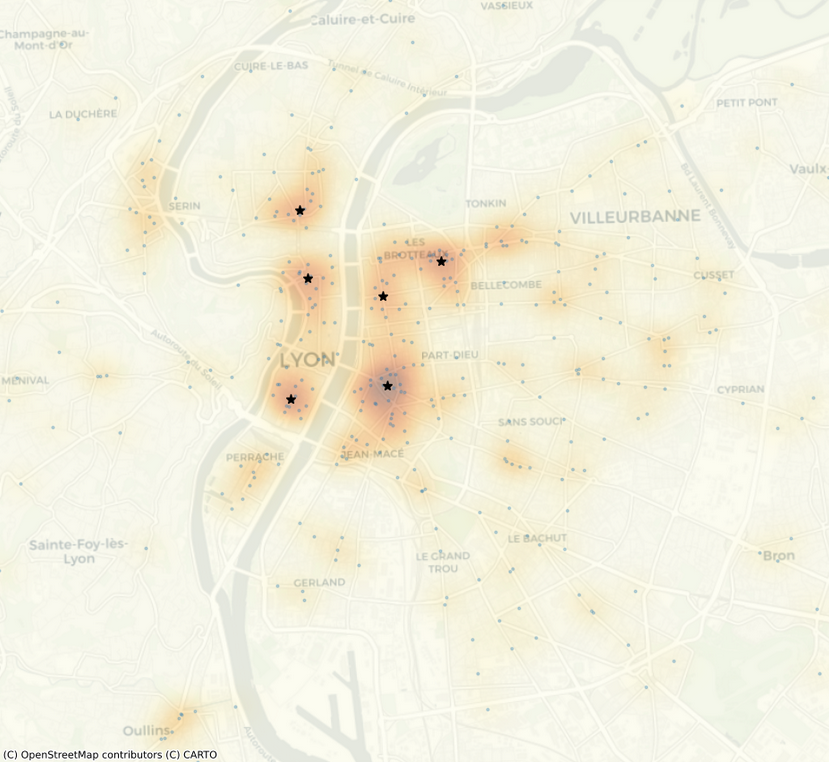 VASSIEUX
Caluire-et-Cuire
Champagne-au-
Mont-d'Or
CUIRE-LE-BAS
Tunnel de Caluire Intérieur
PETIT PONT
LA DUCHÈRE
Vaulx-
Bld Laurent Bonnevay
TONKIN
SERIN
VILLEURBANNE
LES
BROTTEAUX
CUSSET
BELLECOMBE
Autoroute du Soleil
LYON
PART-DIEU
MENIVAL
CYPRIAN
SANS SOUCI
PERRACHE
JEAN-MACÉ
Sainte-Foy-lès-
Lyon
LE BACHUT
LE GRAND
TROU
Bron
GERLAND
Oullins
(C) OpenStreetMap contributors (C) CARTO